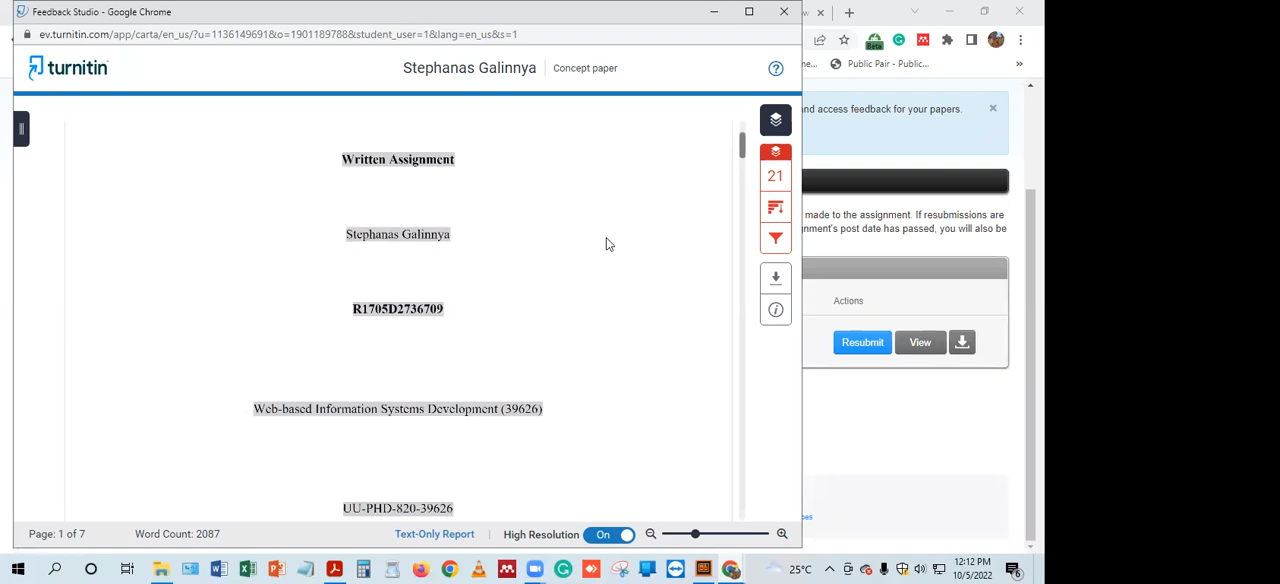 Feedback Studio - Google Chrome
ev.turnitin.com/app/carta/en_us/?u=1136149691&o=1901189788&student_user=1&lang=en_us&s=1
turnitin
Stephanas Galinnya
Concept paper
Beta
Public Pair - Public...
and access feedback for your papers.
Written Assignment
21
made to the assignment. If resubmissions are
gnment's post date has passed, you will also be
Stephanas Galinnya
R1705D2736709
Actions
Resubmit
View
Web-based Information Systems Development (39626)
UU-PHD-820-39626
Page: 1 of 7
Word Count: 2087
Text-Only Report
High Resolution
On
25°C
12:12 PM
10/5/2022
6